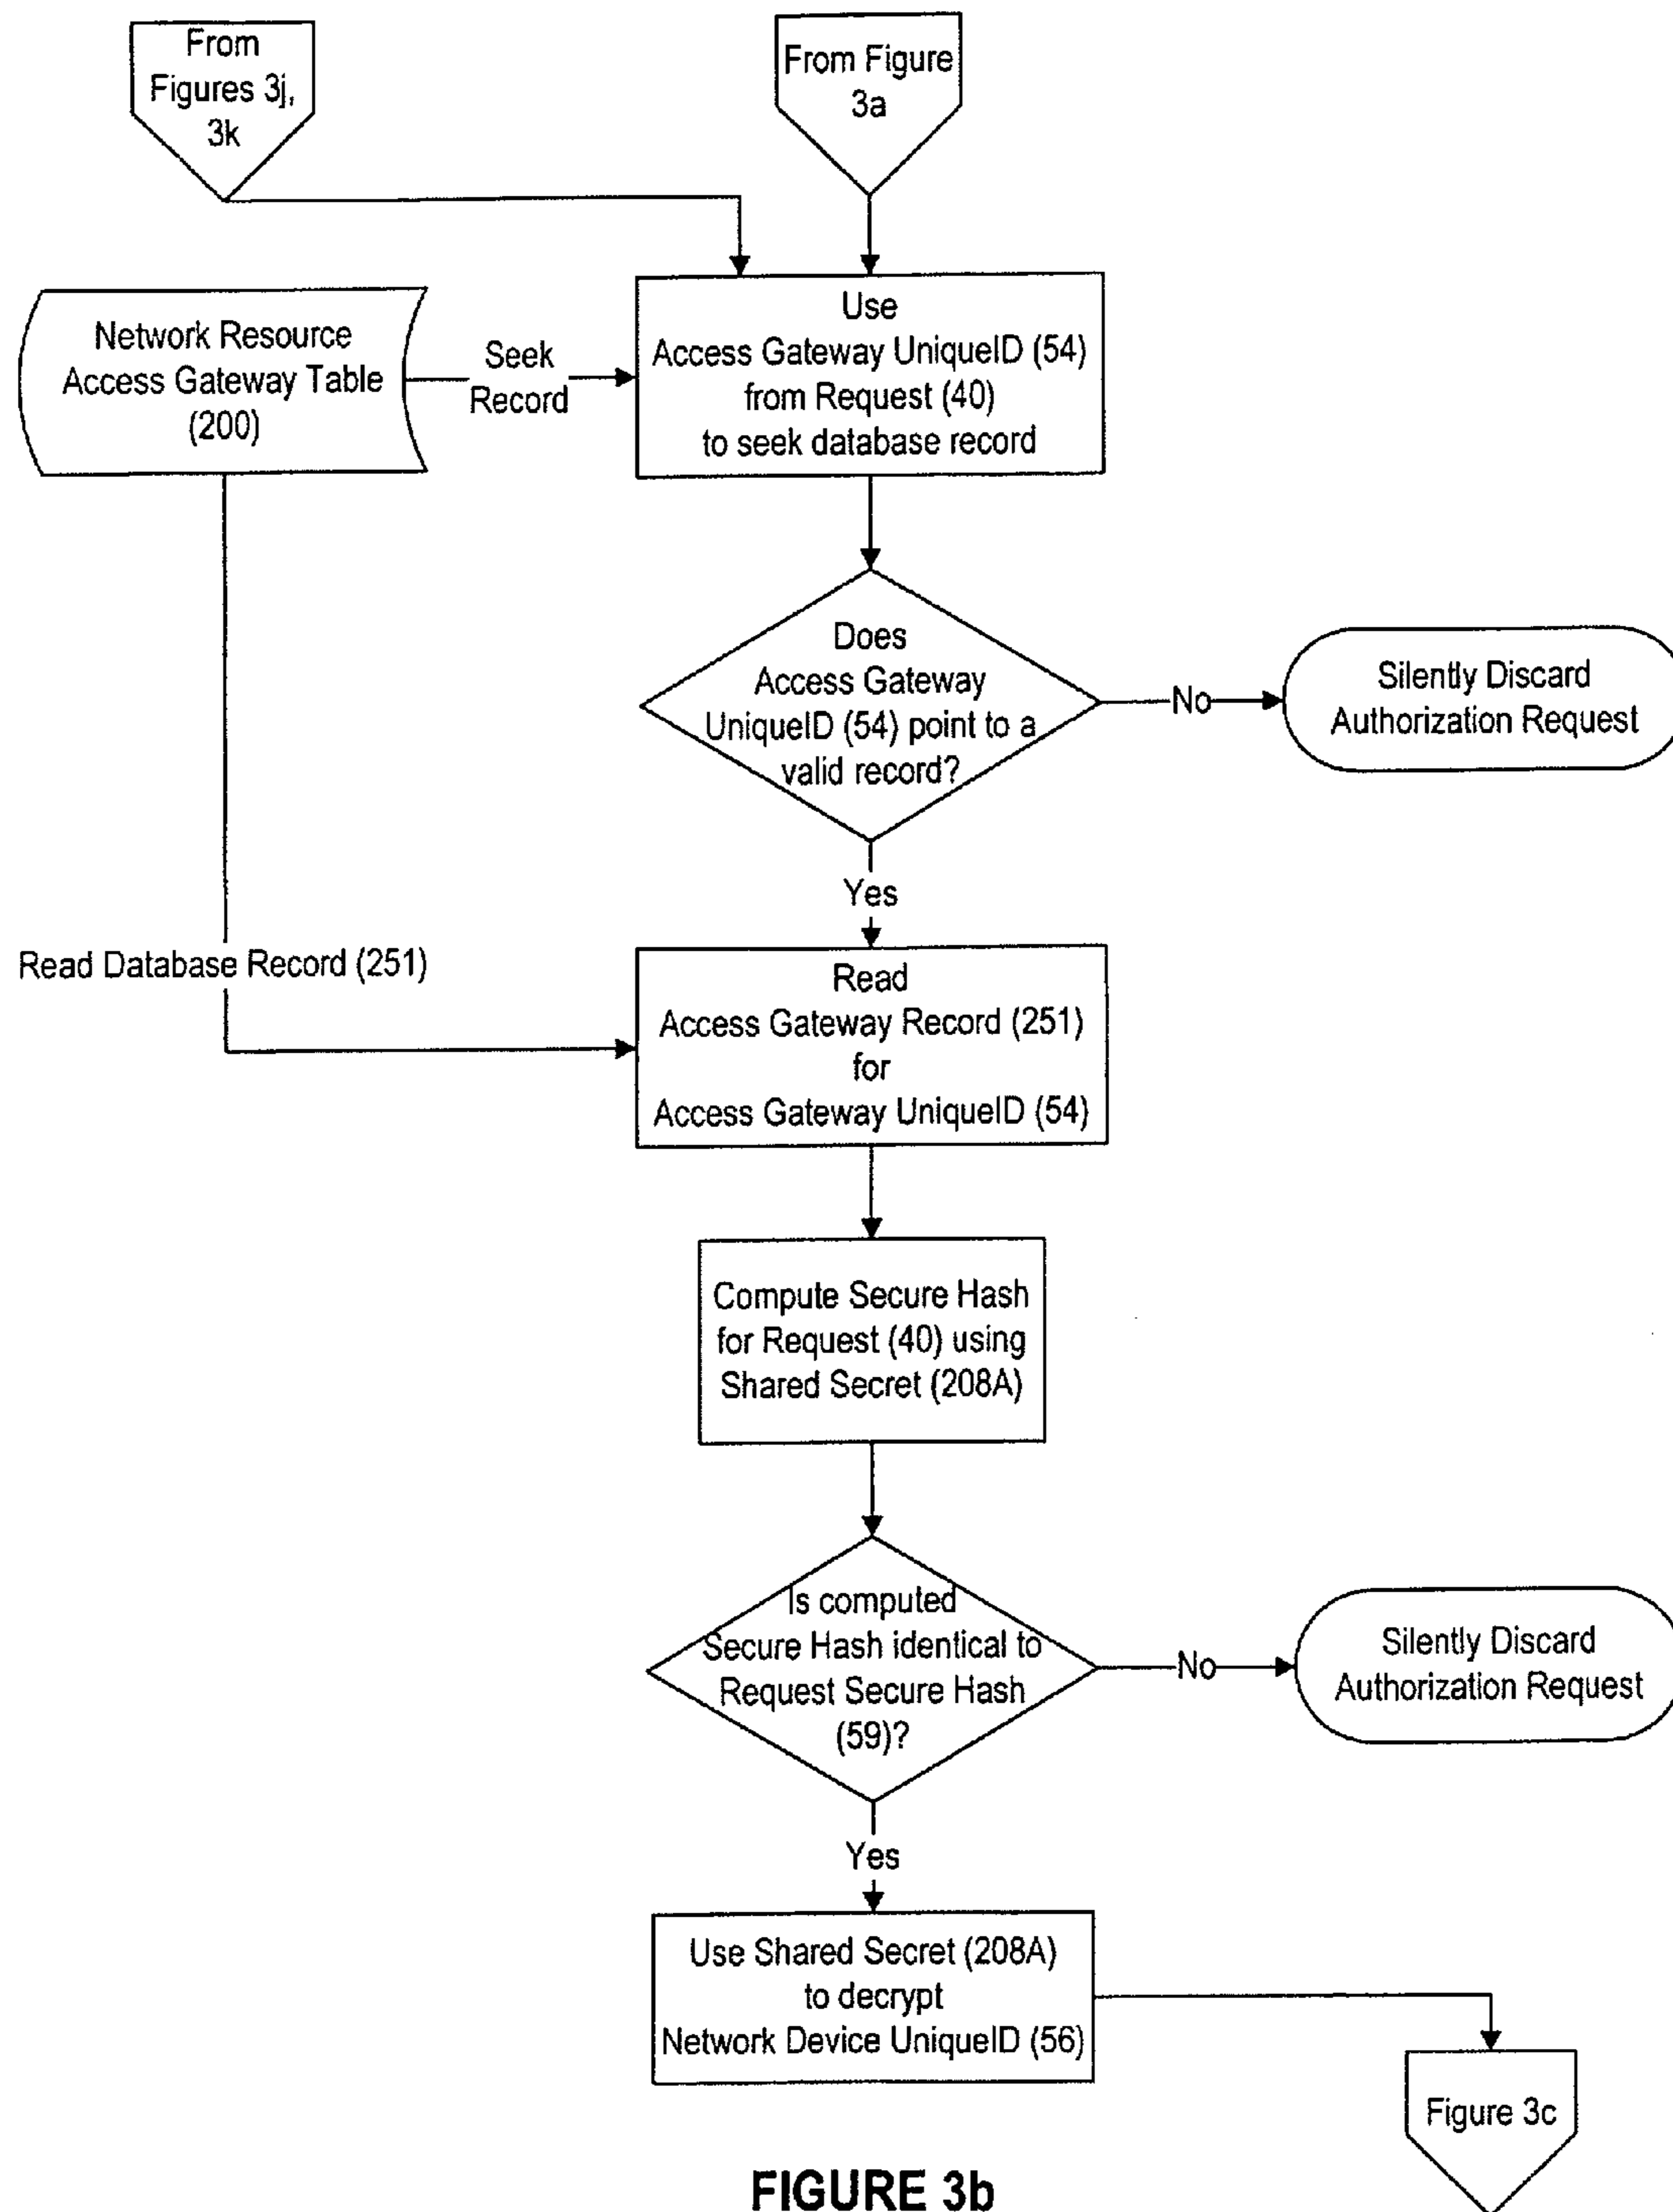 From
Figures 3j,
3k
From Figure
3a
Network Resource
Access Gateway Table
(200)
Seek
Record
Use
Access Gateway UniqueID (54)
from Request (40)
to seek database record
Does
Access Gateway
UniqueID (54) point to a
valid record?
No
Silently Discard
Authorization Request
Yes
Read Database Record (251)
Read
Access Gateway Record (251)
for
Access Gateway UniqueID (54)
Compute Secure Hash
for Request (40) using
Shared Secret (208A)
Is computed
Secure Hash identical to
Request Secure Hash
(59)?
No
Silently Discard
Authorization Request
Yes
Use Shared Secret (208A)
to decrypt
Network Device UniqueID (56)
Figure 3c
FIGURE 3b